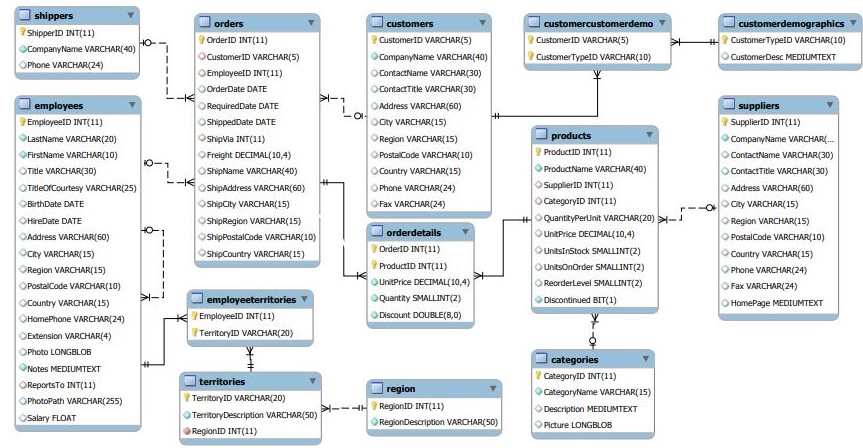 shippers
ShipperID INT(11)
CompanyName VARCHAR(40)
Phone VARCHAR(24)
employees
EmployeeID INT(11)
LastName VARCHAR(20)
FirstName VARCHAR(10)
Title VARCHAR(30)
TitleOfCourtesy VARCHAR(25)
BirthDate DATE
HireDate DATE
Address VARCHAR(60)
City VARCHAR(15)
Region VARCHAR(15)
PostalCode VARCHAR(10)
Country VARCHAR(15)
HomePhone VARCHAR(24)
Extension VARCHAR(4)
Photo LONGBLOB
Notes MEDIUMTEXT
ReportsTo INT(11)
PhotoPath VARCHAR(255)
Salary FLOAT
orders
OrderID INT(11)
CustomerID VARCHAR(5)
EmployeeID INT(11)
OrderDate DATE
RequiredDate DATE
ShippedDate DATE
ShipVia INT(11)
Freight DECIMAL(10,4)
ShipName VARCHAR(40)
ShipAddress VARCHAR(60)
ShipCity VARCHAR(15)
ShipRegion VARCHAR(15)
ShipPostalCode VARCHAR(10)
ShipCountry VARCHAR(15)
employeeterritories
EmployeeID INT(11)
TerritoryID VARCHAR(20)
territories
TerritoryID VARCHAR(20)
TerritoryDescription VARCHAR(50)
RegionID INT(11)
customers
CustomerID VARCHAR(5)
CompanyName VARCHAR(40)
ContactName VARCHAR(30)
ContactTitle VARCHAR(30)
Address VARCHAR(60)
City VARCHAR(15)
Region VARCHAR(15)
PostalCode VARCHAR(10)
Country VARCHAR(15)
Phone VARCHAR(24)
Fax VARCHAR(24)
orderdetails
OrderID INT(11)
ProductID INT(11)
UnitPrice DECIMAL(10,4)
Quantity SMALLINT(2)
Discount DOUBLE(8,0)
region
RegionID INT(11)
RegionDescription VARCHAR(50)
customercustomerdemo
CustomerID VARCHAR(5)
CustomerTypeID VARCHAR(10)
products
ProductID INT(11)
ProductName VARCHAR(40)
SupplierID INT(11)
CategoryID INT(11)
QuantityPerUnit VARCHAR(20)
UnitPrice DECIMAL(10,4)
UnitsInStock SMALLINT(2)
UnitsOnOrder SMALLINT(2)
ReorderLevel SMALLINT(2)
Discontinued BIT(1)
categories
CategoryID INT(11)
CategoryName VARCHAR(15)
Description MEDIUMTEXT
Picture LONGBLOB
customerdemographics
CustomerTypeID VARCHAR(10)
CustomerDesc MEDIUMTEXT
suppliers
SupplierID INT(11)
CompanyName VARCHAR(...
ContactName VARCHAR(30)
ContactTitle VARCHAR(30)
Address VARCHAR(60)
City VARCHAR(15)
Region VARCHAR(15)
PostalCode VARCHAR(10)
Country VARCHAR(15)
Phone VARCHAR(24)
Fax VARCHAR(24)
HomePage MEDIUMTEXT